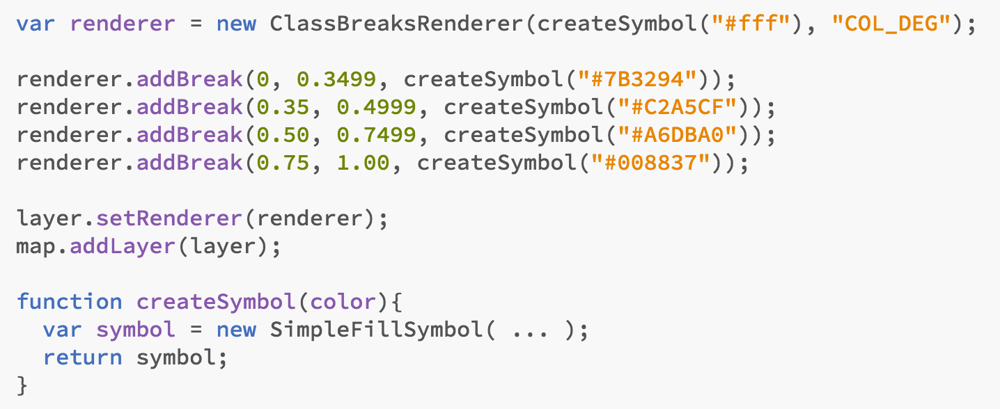 var renderer = new ClassBreaksRenderer(createSymbol("#fff"), "COL_DEG");
renderer.addBreak(0, 0.3499, createSymbol("#7B3294"));
renderer.addBreak(0.35, 0.4999, createSymbol("#C2A5CF"));
renderer.addBreak(0.50, 0.7499, createSymbol("#A6DBA0"));
renderer.addBreak(0.75, 1.00, createSymbol("#008837"));
layer.setRenderer(renderer);
map.addLayer(layer);
function createSymbol(color){
  var symbol = new SimpleFillSymbol( ... );
  return symbol;
}